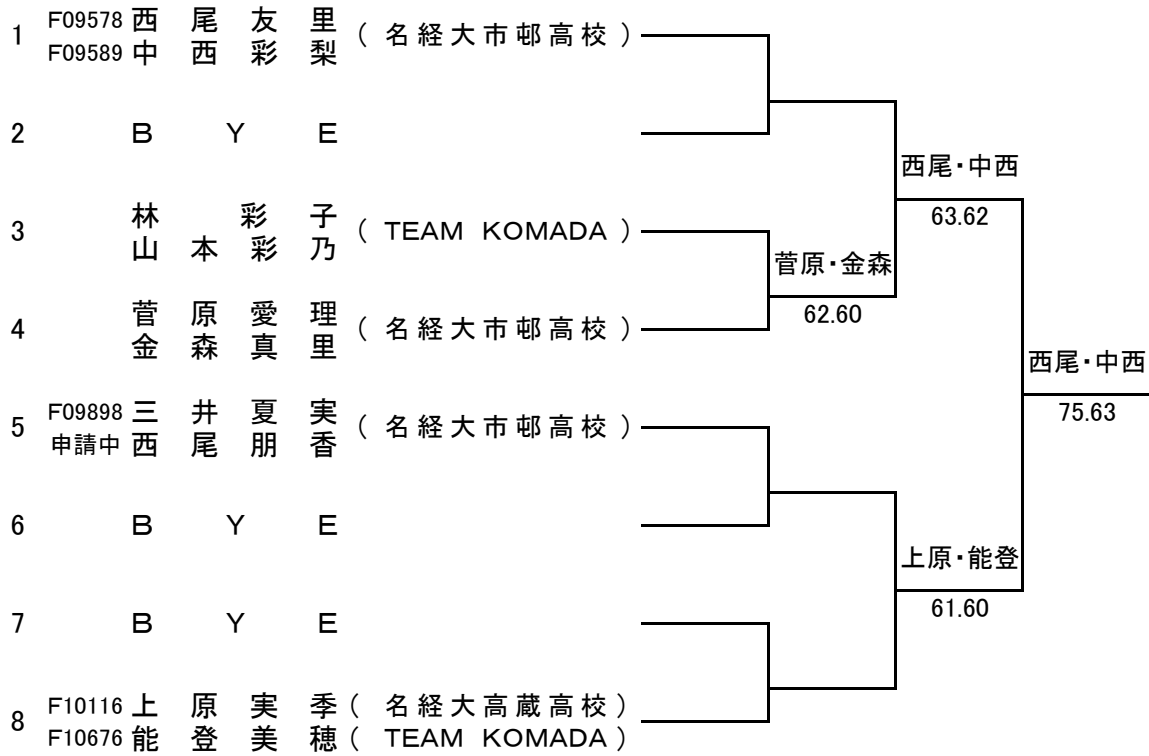 1 F09578 西尾友里 (名経大市邨高校)
F09589 中西彩梨
2 BYE
西尾・中西
63.62
3 林彩子 (TEAM KOMADA)
山本彩乃
菅原・金森
62.60
4 菅原愛理 (名経大市邨高校)
金森真里
西尾・中西
75.63
5 F09898 三井夏実 (名経大市邨高校)
申請中 西尾朋香
6 BYE
上原・能登
61.60
7 BYE
8 F10116 上原実季 (名経大高蔵高校)
F10676 能登美穂 (TEAM KOMADA)